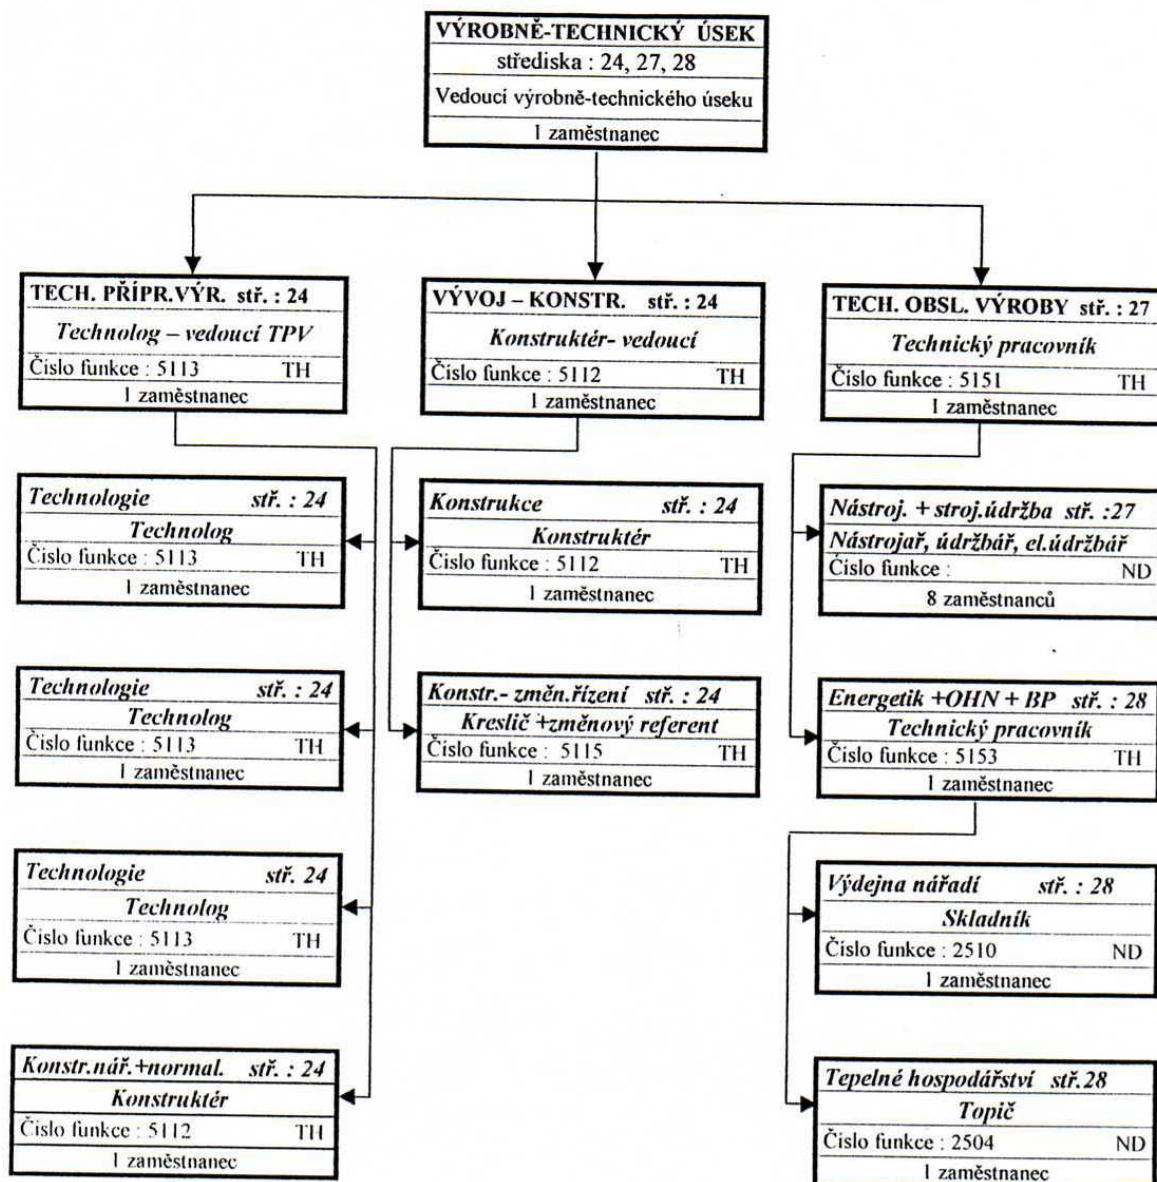 VÝROBNĚ-TECHNICKÝ ÚSEK
střediska : 24, 27, 28
Vedoucí výrobně-technického úseku
1 zaměstnanec
TECH. PŘÍPR.VÝR. stř. : 24
Technolog – vedoucí TPV
Číslo funkce : 5113 TH
1 zaměstnanec
VÝVOJ – KONSTR. stř. : 24
Konstruktér- vedoucí
Číslo funkce : 5112 TH
1 zaměstnanec
TECH. OBSL. VÝROBY stř. : 27
Technický pracovník
Číslo funkce : 5151 TH
1 zaměstnanec
Technologie stř. : 24
Technolog
Číslo funkce : 5113 TH
1 zaměstnanec
Konstrukce stř. : 24
Konstruktér
Číslo funkce : 5112 TH
1 zaměstnanec
Nástroj. + stroj.údržba stř. :27
Nástrojař, údržbář, el.údržbář
Číslo funkce : ND
8 zaměstnanců
Technologie stř. : 24
Technolog
Číslo funkce : 5113 TH
1 zaměstnanec
Konstr.- změn.řízení stř. : 24
Kreslič +změnový referent
Číslo funkce : 5115 TH
1 zaměstnanec
Energetik +OHN + BP stř. : 28
Technický pracovník
Číslo funkce : 5153 TH
1 zaměstnanec
Technologie stř. 24
Technolog
Číslo funkce : 5113 TH
1 zaměstnanec
Výdejna nářadí stř. : 28
Skladník
Číslo funkce : 2510 ND
1 zaměstnanec
Konstr.nář.+normal. stř. : 24
Konstruktér
Číslo funkce : 5112 TH
1 zaměstnanec
Tepelné hospodářství stř.28
Topič
Číslo funkce : 2504 ND
1 zaměstnanec